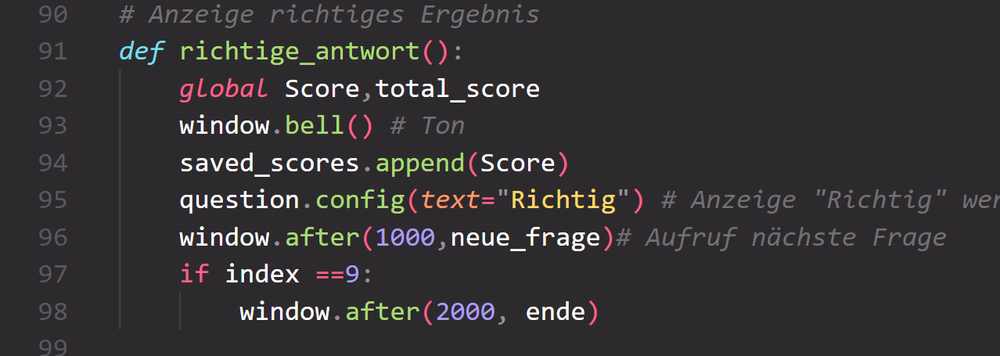 90 # Anzeige richtiges Ergebnis
91 def richtige_antwort():
92 global Score,total_score
93 window.bell() # Ton
94 saved_scores.append(Score)
95 question.config(text="Richtig") # Anzeige "Richtig"
96 window.after(1000,neue_frage)# Aufruf nächste Frage
97 if index ==9:
98 window.after(2000, ende)
99